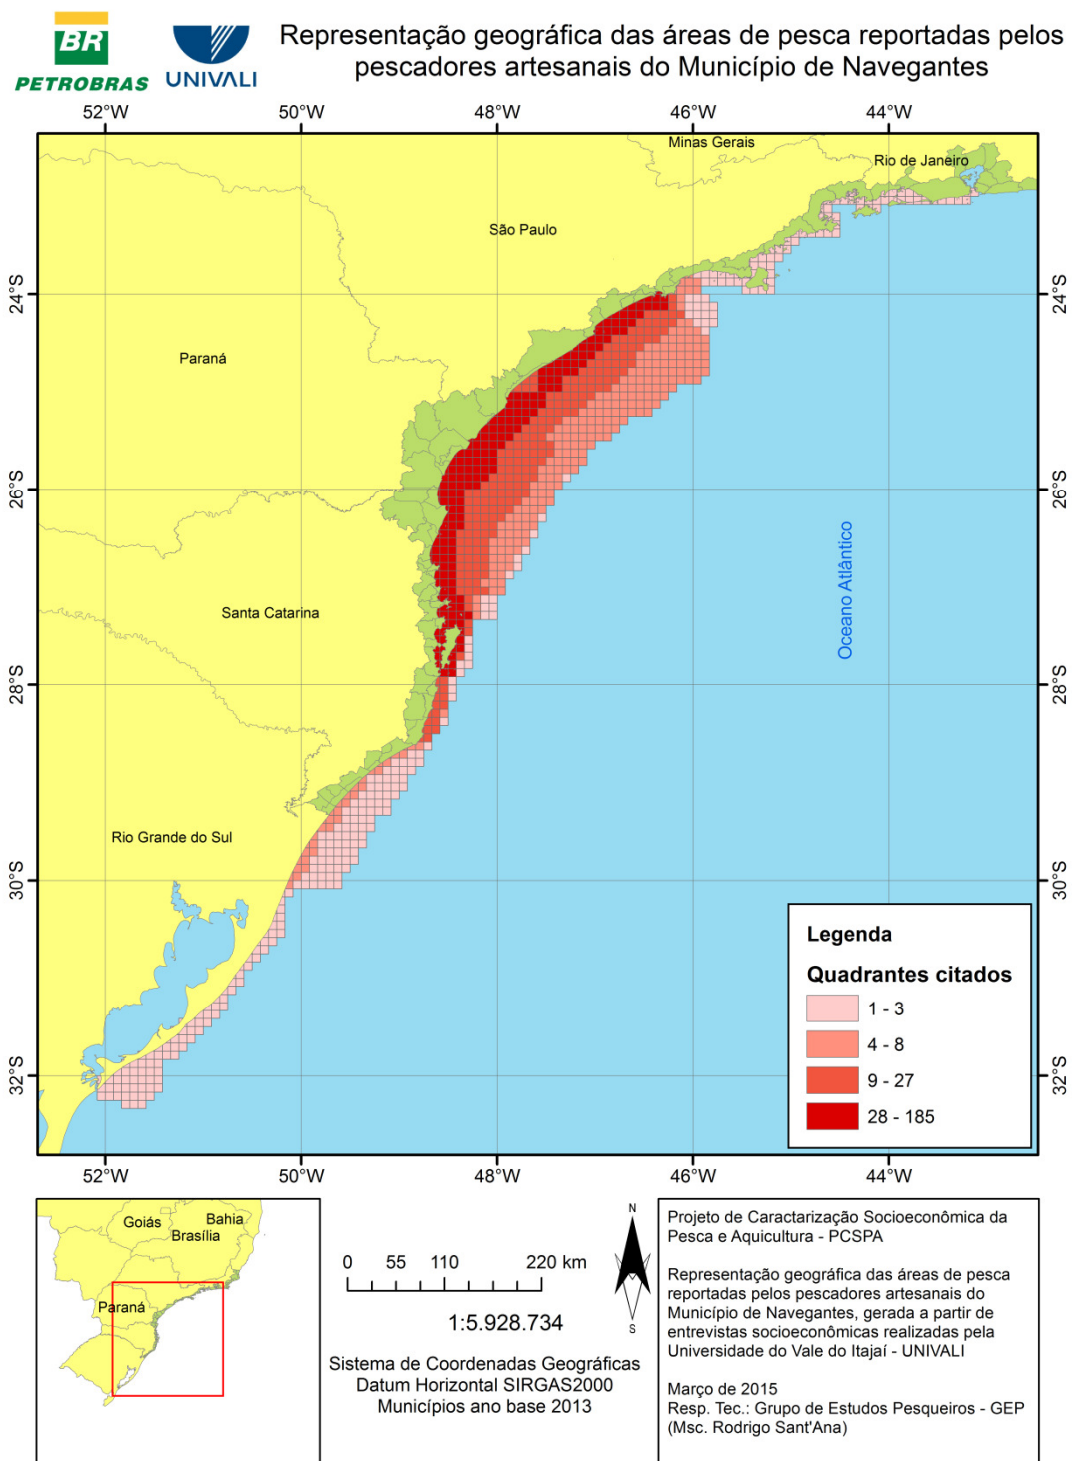 BR
PETROBRAS
UNIVALI
Representação geográfica das áreas de pesca reportadas pelos
pescadores artesanais do Município de Navegantes
52°W 50°W 48°W 46°W 44°W
Minas Gerais
Rio de Janeiro
São Paulo
24°S 24°S
Paraná
26°S 26°S
Oceano Atlântico
Santa Catarina
28°S 28°S
Rio Grande do Sul
30°S 30°S
Legenda
Quadrantes citados
1 - 3
4 - 8
9 - 27
28 - 185
32°S 32°S
52°W 50°W 48°W 46°W 44°W
Goiás
Bahia
Brasília
Paraná
0 55 110 220 km
1:5.928.734
Sistema de Coordenadas Geográficas
Datum Horizontal SIRGAS2000
Municípios ano base 2013
N
S
Projeto de Caractarização Socioeconômica da
Pesca e Aquicultura - PCSPA
Representação geográfica das áreas de pesca
reportadas pelos pescadores artesanais do
Município de Navegantes, gerada a partir de
entrevistas socioeconômicas realizadas pela
Universidade do Vale do Itajaí - UNIVALI
Março de 2015
Resp. Tec.: Grupo de Estudos Pesqueiros - GEP
(Msc. Rodrigo Sant'Ana)